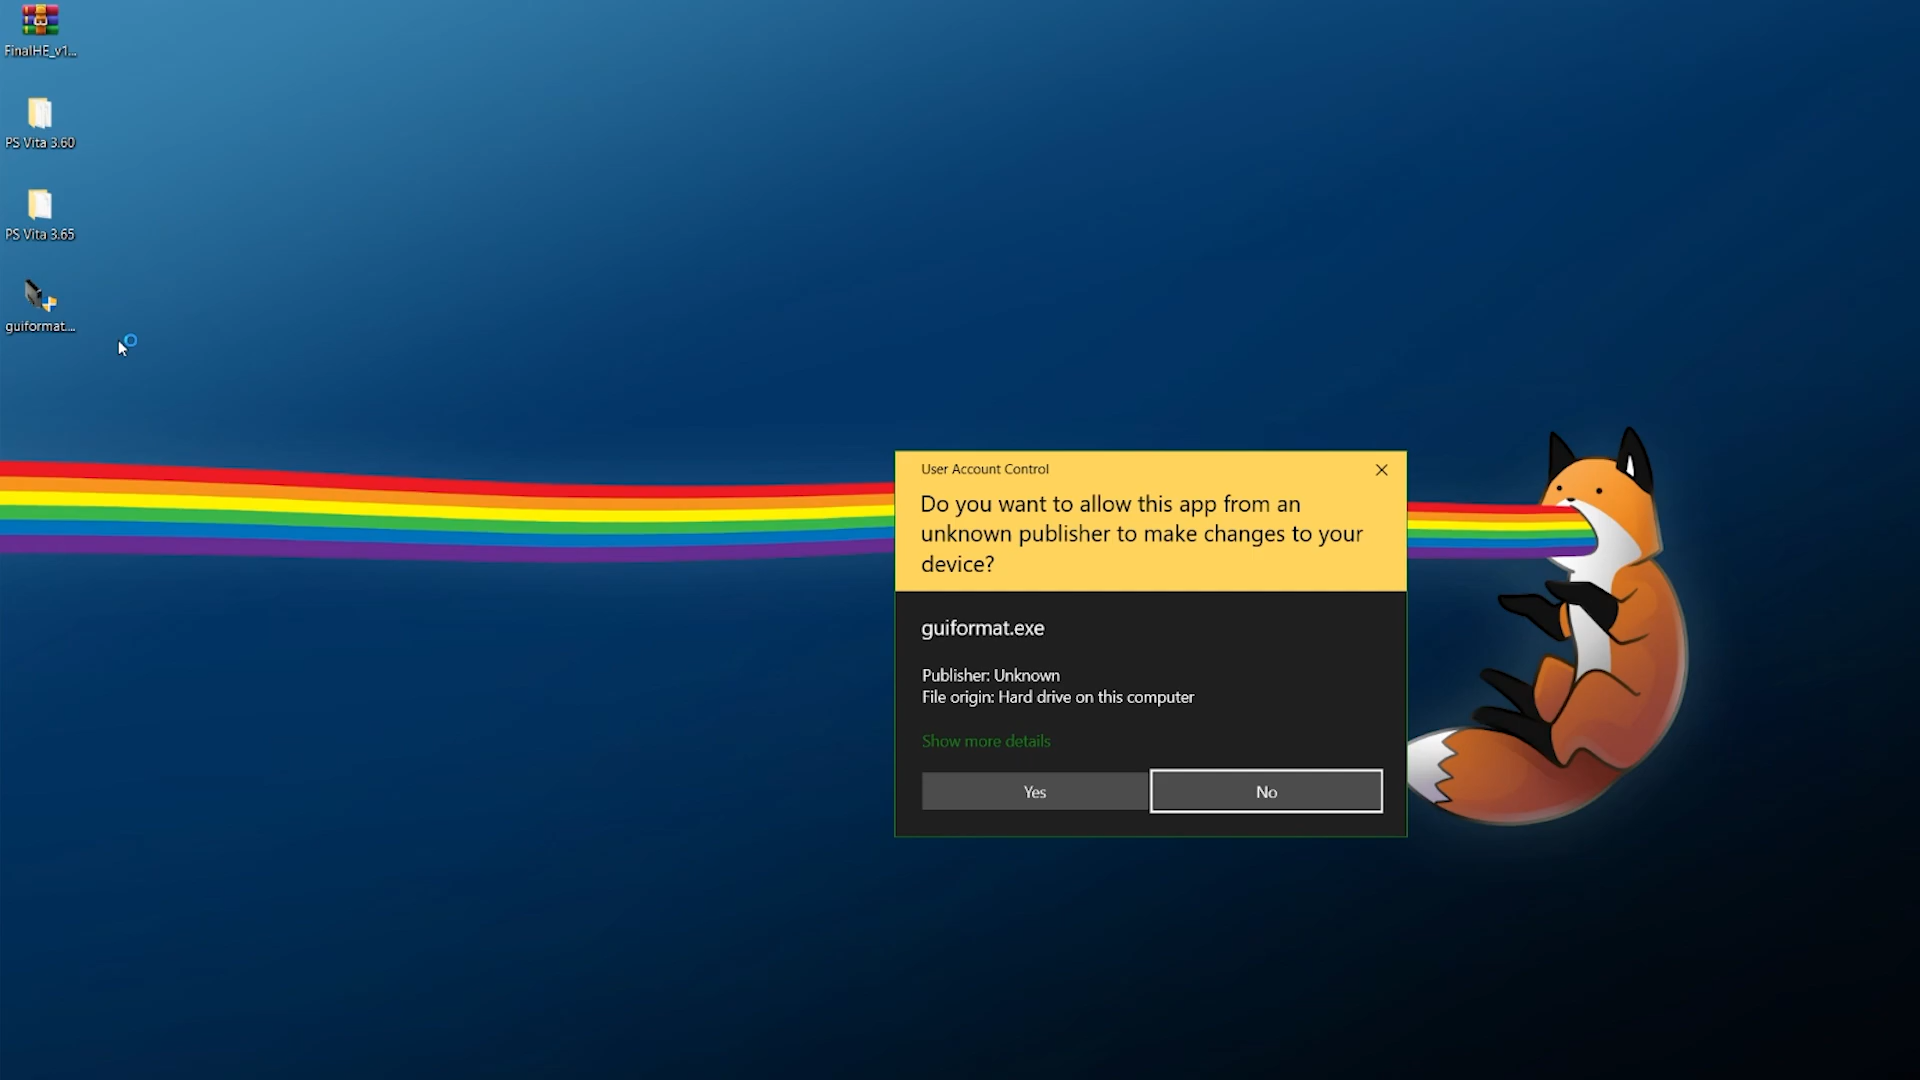 FinalHE_v1...
PS Vita 3.60
PS Vita 3.65
guiformat....
User Account Control
Do you want to allow this app from an
unknown publisher to make changes to your
device?
guiformat.exe
Publisher: Unknown
File origin: Hard drive on this computer
Show more details
Yes
No